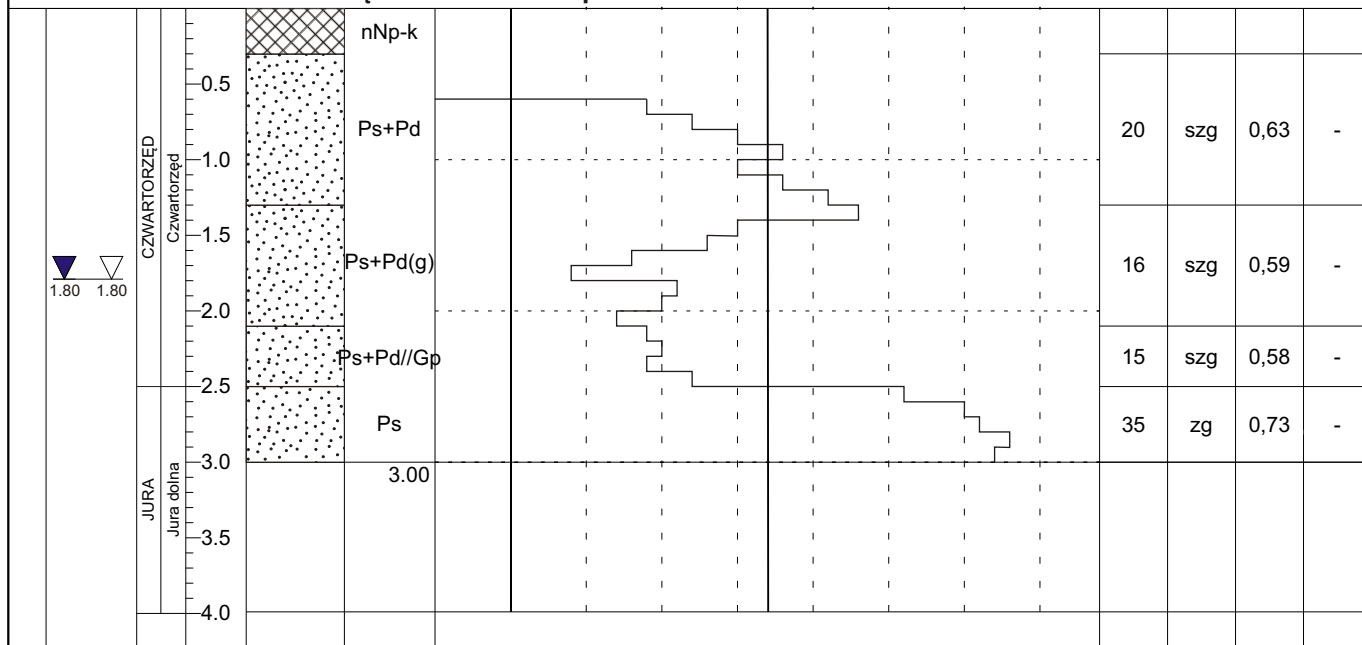 nNp-k
0.5
Ps+Pd
20 szg 0,63 -
1.0
CZWARTORZĘD
Czwartorzęd
1.5
Ps+Pd(g)
16 szg 0,59 -
1.80 1.80
2.0
Ps+Pd//Gp
15 szg 0,58 -
2.5
Ps
35 zg 0,73 -
3.0
3.00
JURA
Jura dolna
3.5
4.0